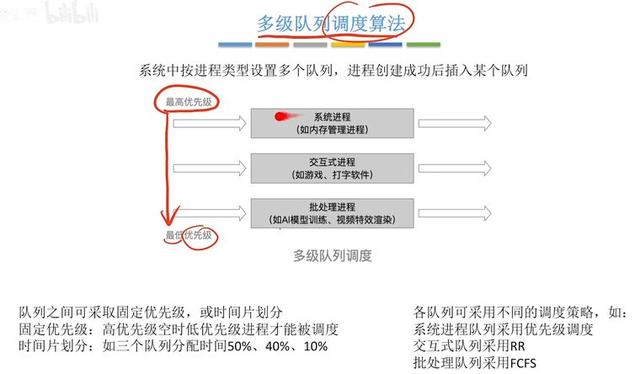 bilibili
多级队列调度算法
系统中按进程类型设置多个队列，进程创建成功后插入某个队列
最高优先级
系统进程
(如内存管理进程)
交互式进程
(如游戏、打字软件)
批处理进程
(如AI模型训练、视频特效渲染)
最低优先级
多级队列调度
队列之间可采取固定优先级，或时间片划分
固定优先级：高优先级空时低优先级进程才能被调度
时间片划分：如三个队列分配时间50%、40%、10%
各队列可采用不同的调度策略，如：
系统进程队列采用优先级调度
交互式队列采用RR
批处理队列采用FCFS